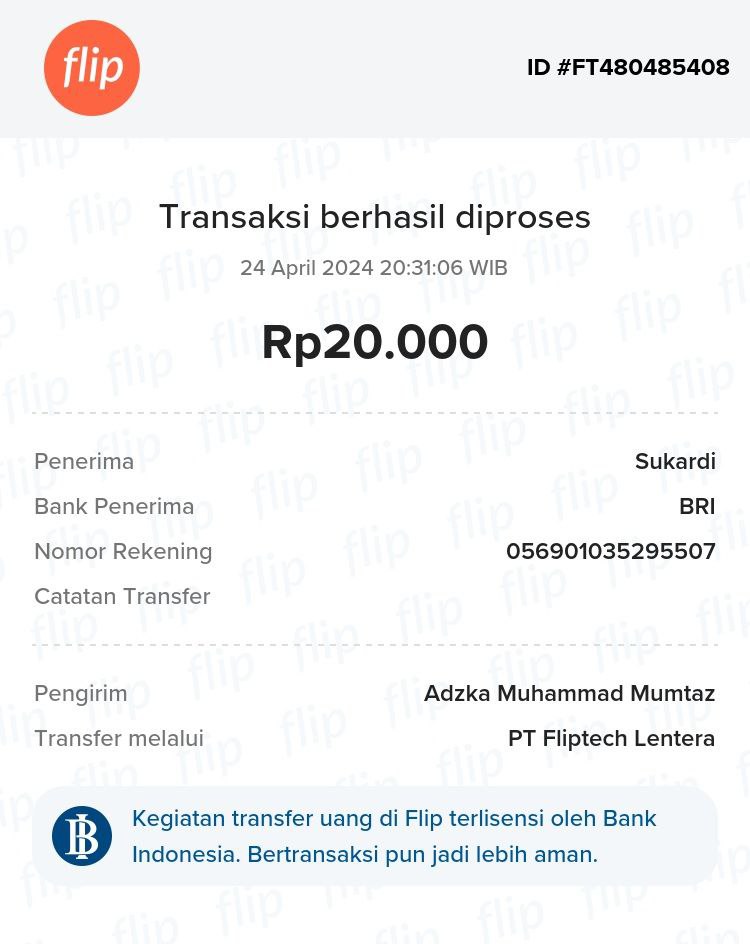 flip
ID #FT480485408
Transaksi berhasil diproses
24 April 2024 20:31:06 WIB
Rp20.000
Penerima Sukardi
Bank Penerima BRI
Nomor Rekening 056901035295507
Catatan Transfer
Pengirim Adzka Muhammad Mumtaz
Transfer melalui PT Fliptech Lentera
Kegiatan transfer uang di Flip terlisensi oleh Bank
Indonesia. Bertransaksi pun jadi lebih aman.